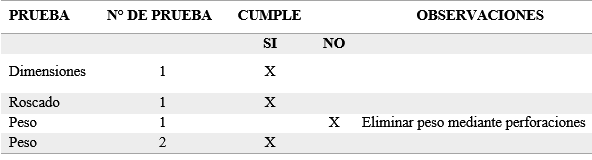 PRUEBA N° DE PRUEBA CUMPLE OBSERVACIONES
SI NO
Dimensiones 1 X
Roscado 1 X
Peso 1 X Eliminar peso mediante perforaciones
Peso 2 X